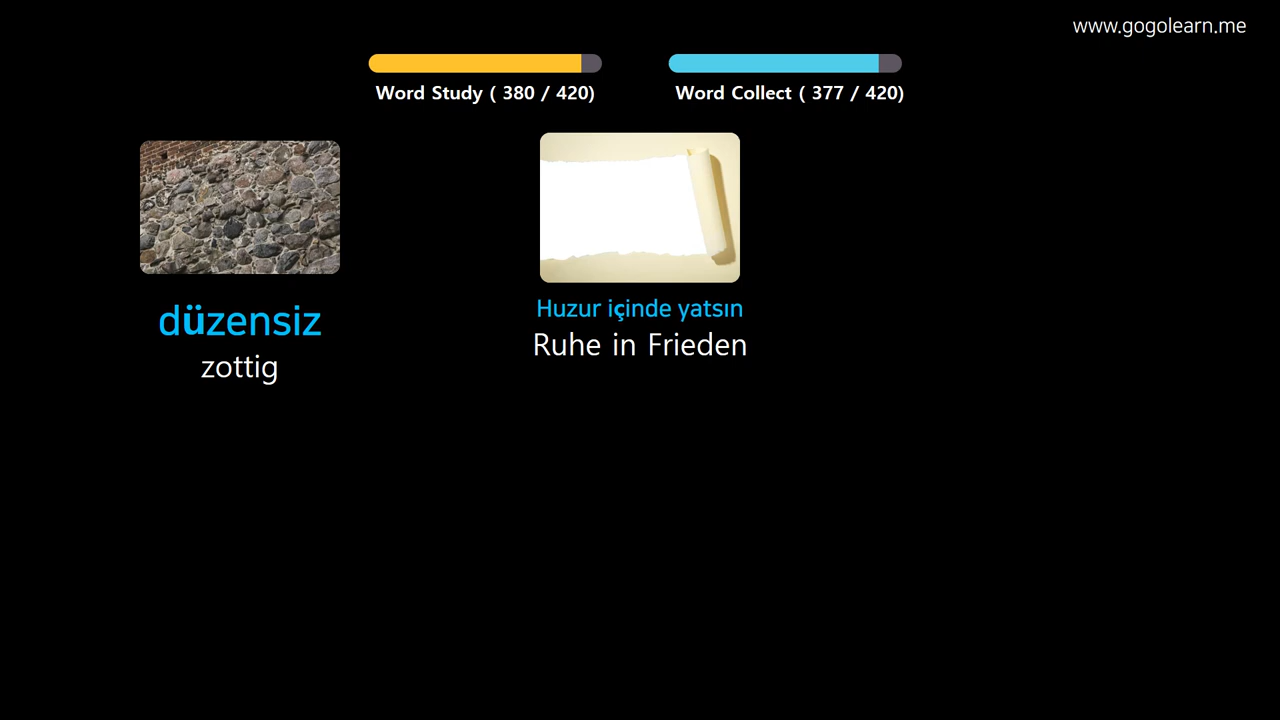 www.gogolearn.me
Word Study ( 380 / 420)
Word Collect ( 377 / 420)
düzensiz
zottig
Huzur içinde yatsın
Ruhe in Frieden